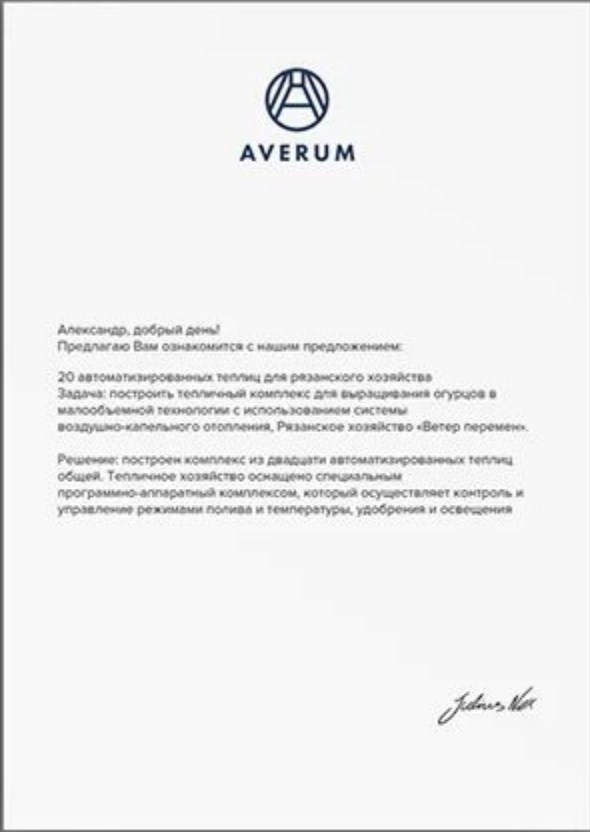 AVERUM
Александр, добрый день!
Предлагаю Вам ознакомится с нашим предложением:
20 автоматизированных теплиц для рязанского хозяйства
Задача: построить тепличный комплекс для выращивания огурцов в
малообъемной технологии с использованием системы
воздушно-капельного отопления, Рязанское хозяйство «Ветер перемен».
Решение: построен комплекс из двадцати автоматизированных теплиц
общей. Тепличное хозяйство оснащено специальным
программно-аппаратный комплексом, который осуществляет контроль и
управление режимами полива и температуры, удобрения и освещения